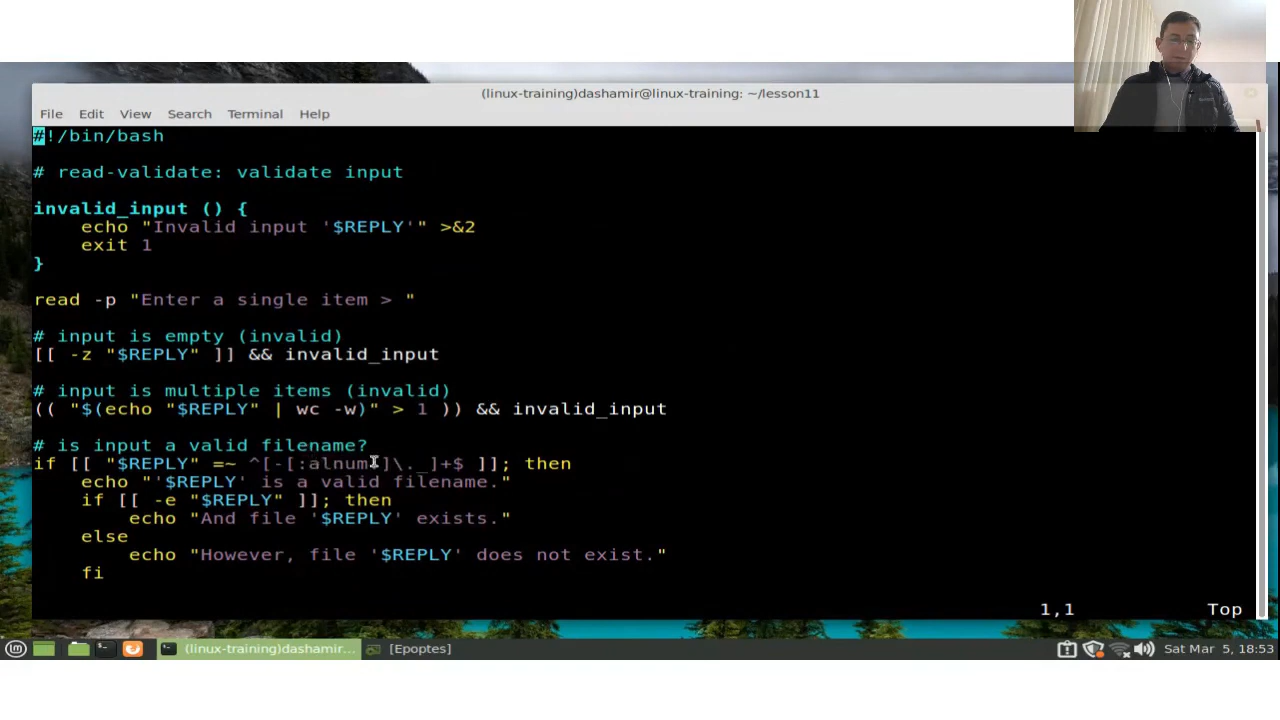 (linux-training)dashamir@linux-training: ~/lesson11
File Edit View Search Terminal Help
#!/bin/bash
# read-validate: validate input
invalid_input () {
    echo "Invalid input '$REPLY'" >&2
    exit 1
}
read -p "Enter a single item > "
# input is empty (invalid)
[[ -z "$REPLY" ]] && invalid_input
# input is multiple items (invalid)
(( "$(echo "$REPLY" | wc -w)" > 1 )) && invalid_input
# is input a valid filename?
if [[ "$REPLY" =~ ^[-[:alnum:]\._]+$ ]]; then
    echo "'$REPLY' is a valid filename."
    if [[ -e "$REPLY" ]]; then
        echo "And file '$REPLY' exists."
    else
        echo "However, file '$REPLY' does not exist."
    fi
1,1 Top
(linux-training)dashamir... [Epoptes] Sat Mar 5, 18:53